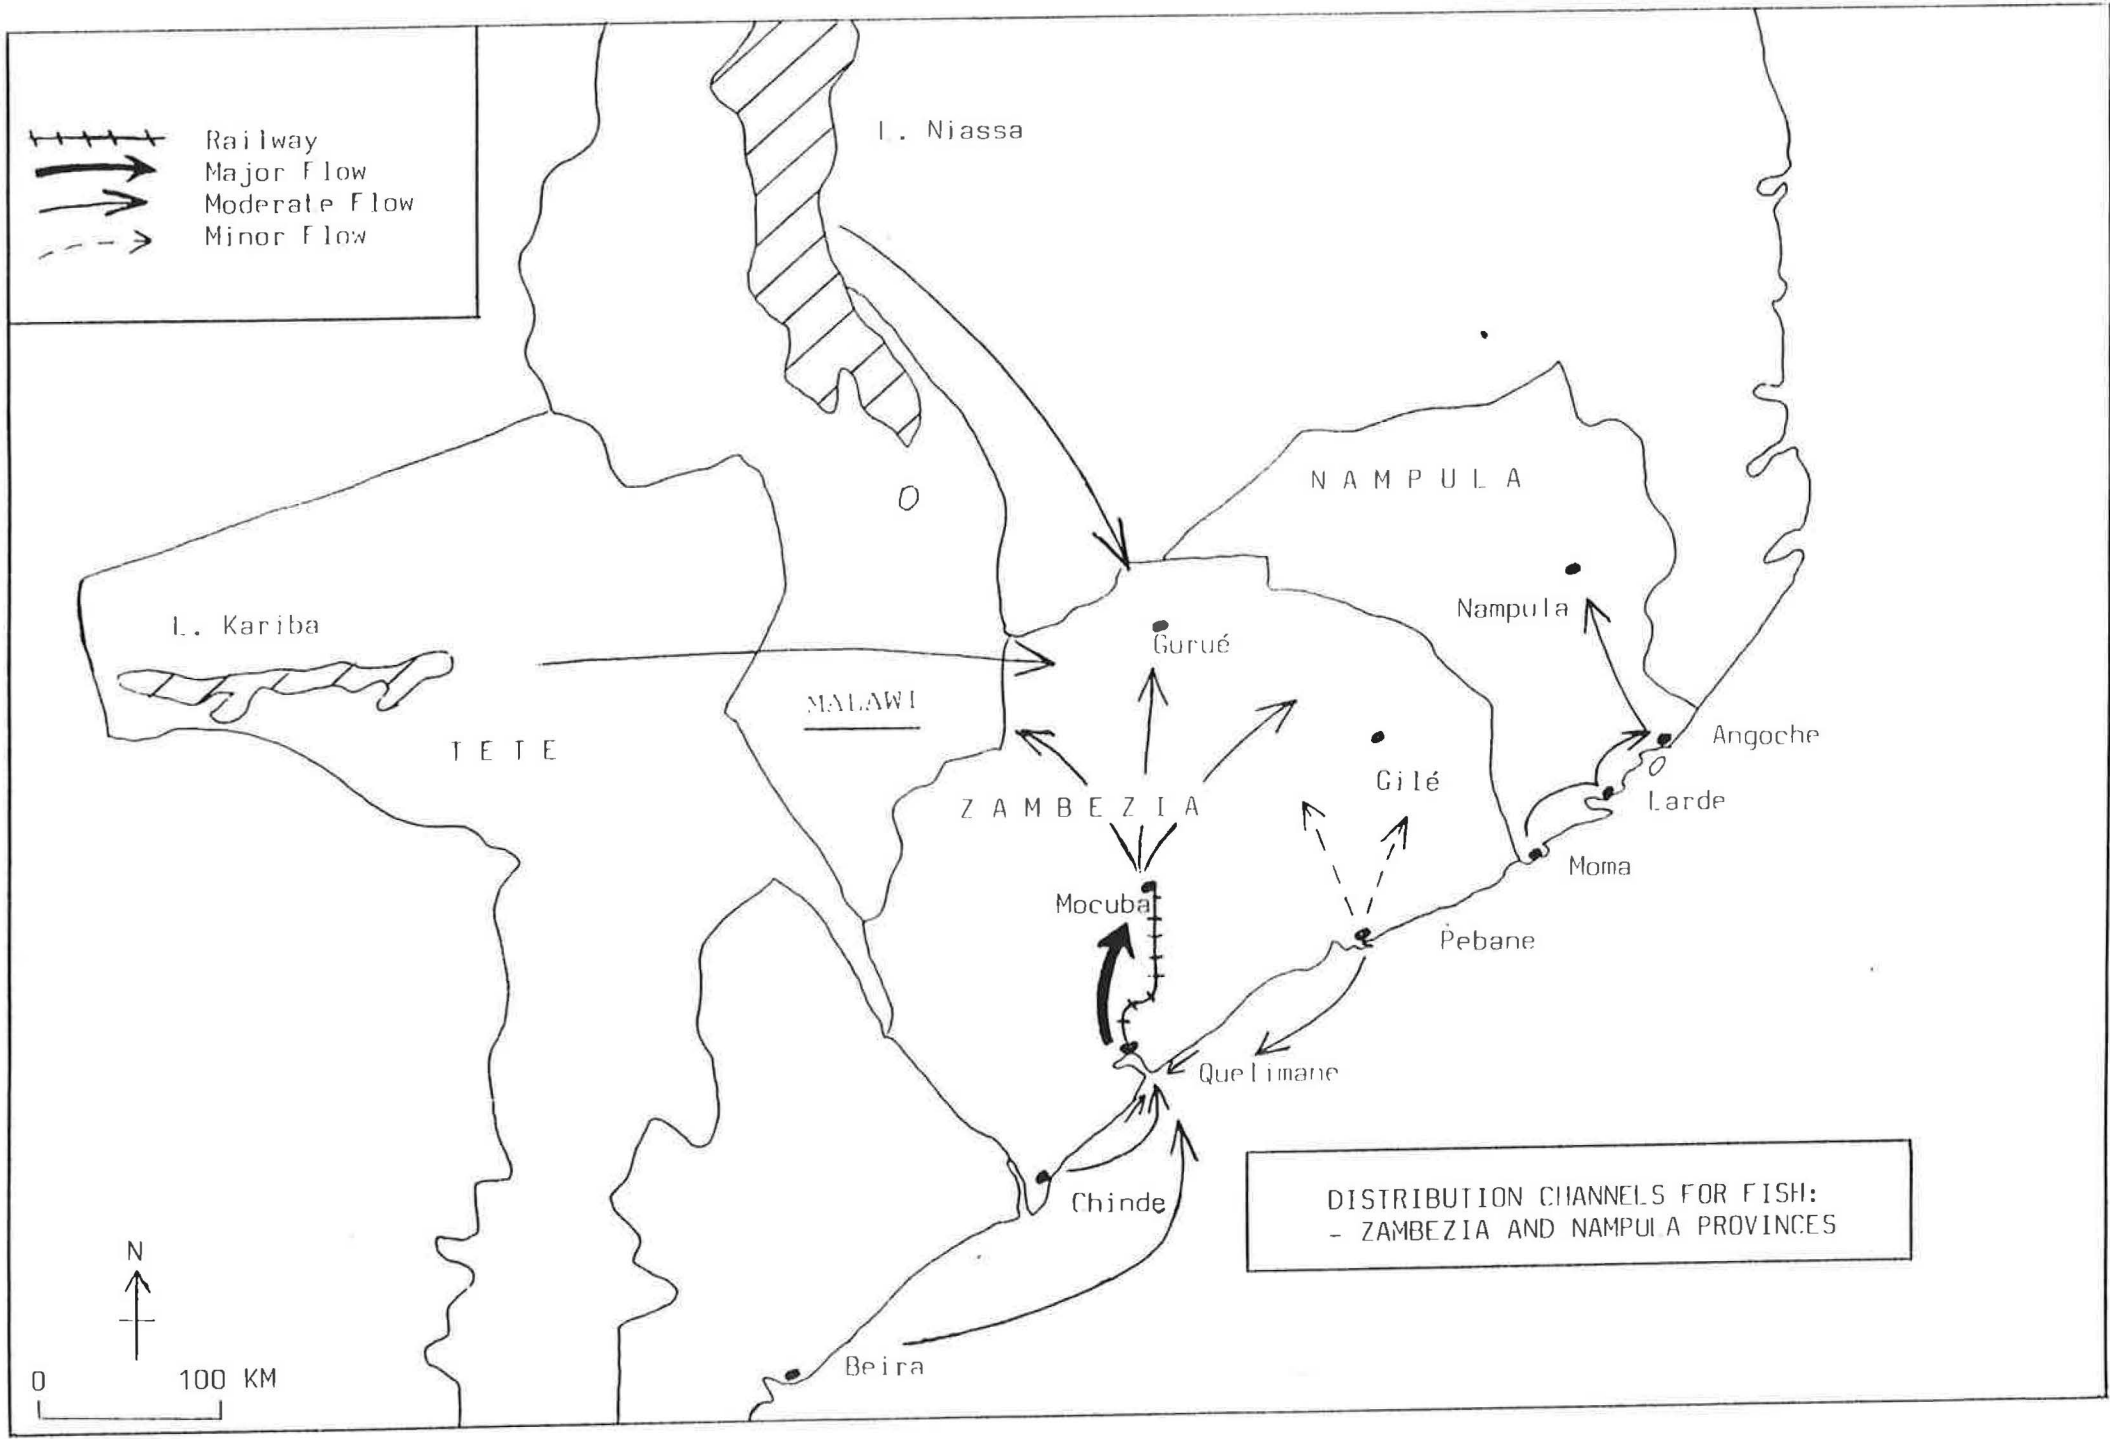 Railway
Major Flow
Moderate Flow
Minor Flow
L. Niassa
NAMPULA
Nampula
L. Kariba
Gurué
MALAWI
TETE
Angoche
Gilé
Larde
ZAMBEZIA
Moma
Mocuba
Pebane
Quelimane
Chinde
DISTRIBUTION CHANNELS FOR FISH:
- ZAMBEZIA AND NAMPULA PROVINCES
N
0 100 KM
Beira